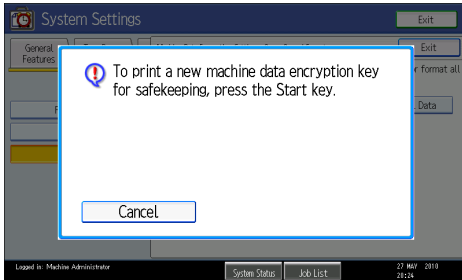 System Settings
Exit
General
Features
Exit
or format all
Data
To print a new machine data encryption key
for safekeeping, press the Start key.
Cancel
Logged in: Machine Administrator
System Status
Job List
27 MAY 2010
20:24